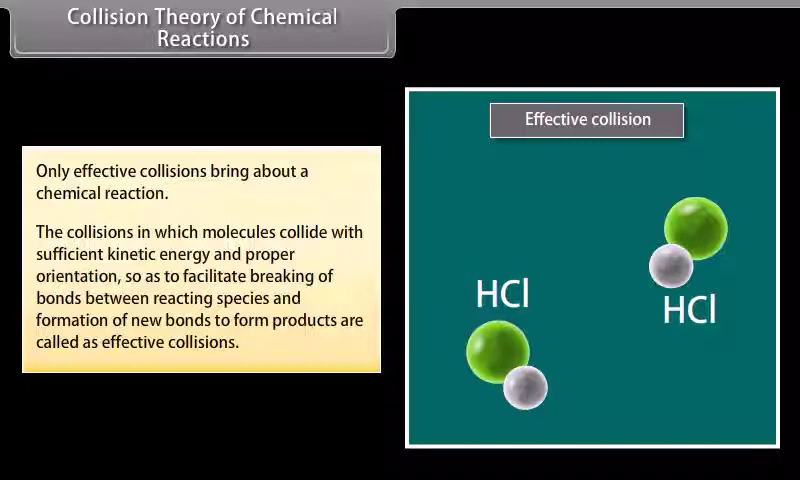 Collision Theory of Chemical
Reactions
Effective collision
Only effective collisions bring about a
chemical reaction.
The collisions in which molecules collide with
sufficient kinetic energy and proper
orientation, so as to facilitate breaking of
bonds between reacting species and
formation of new bonds to form products are
called as effective collisions.
HCl
HCl